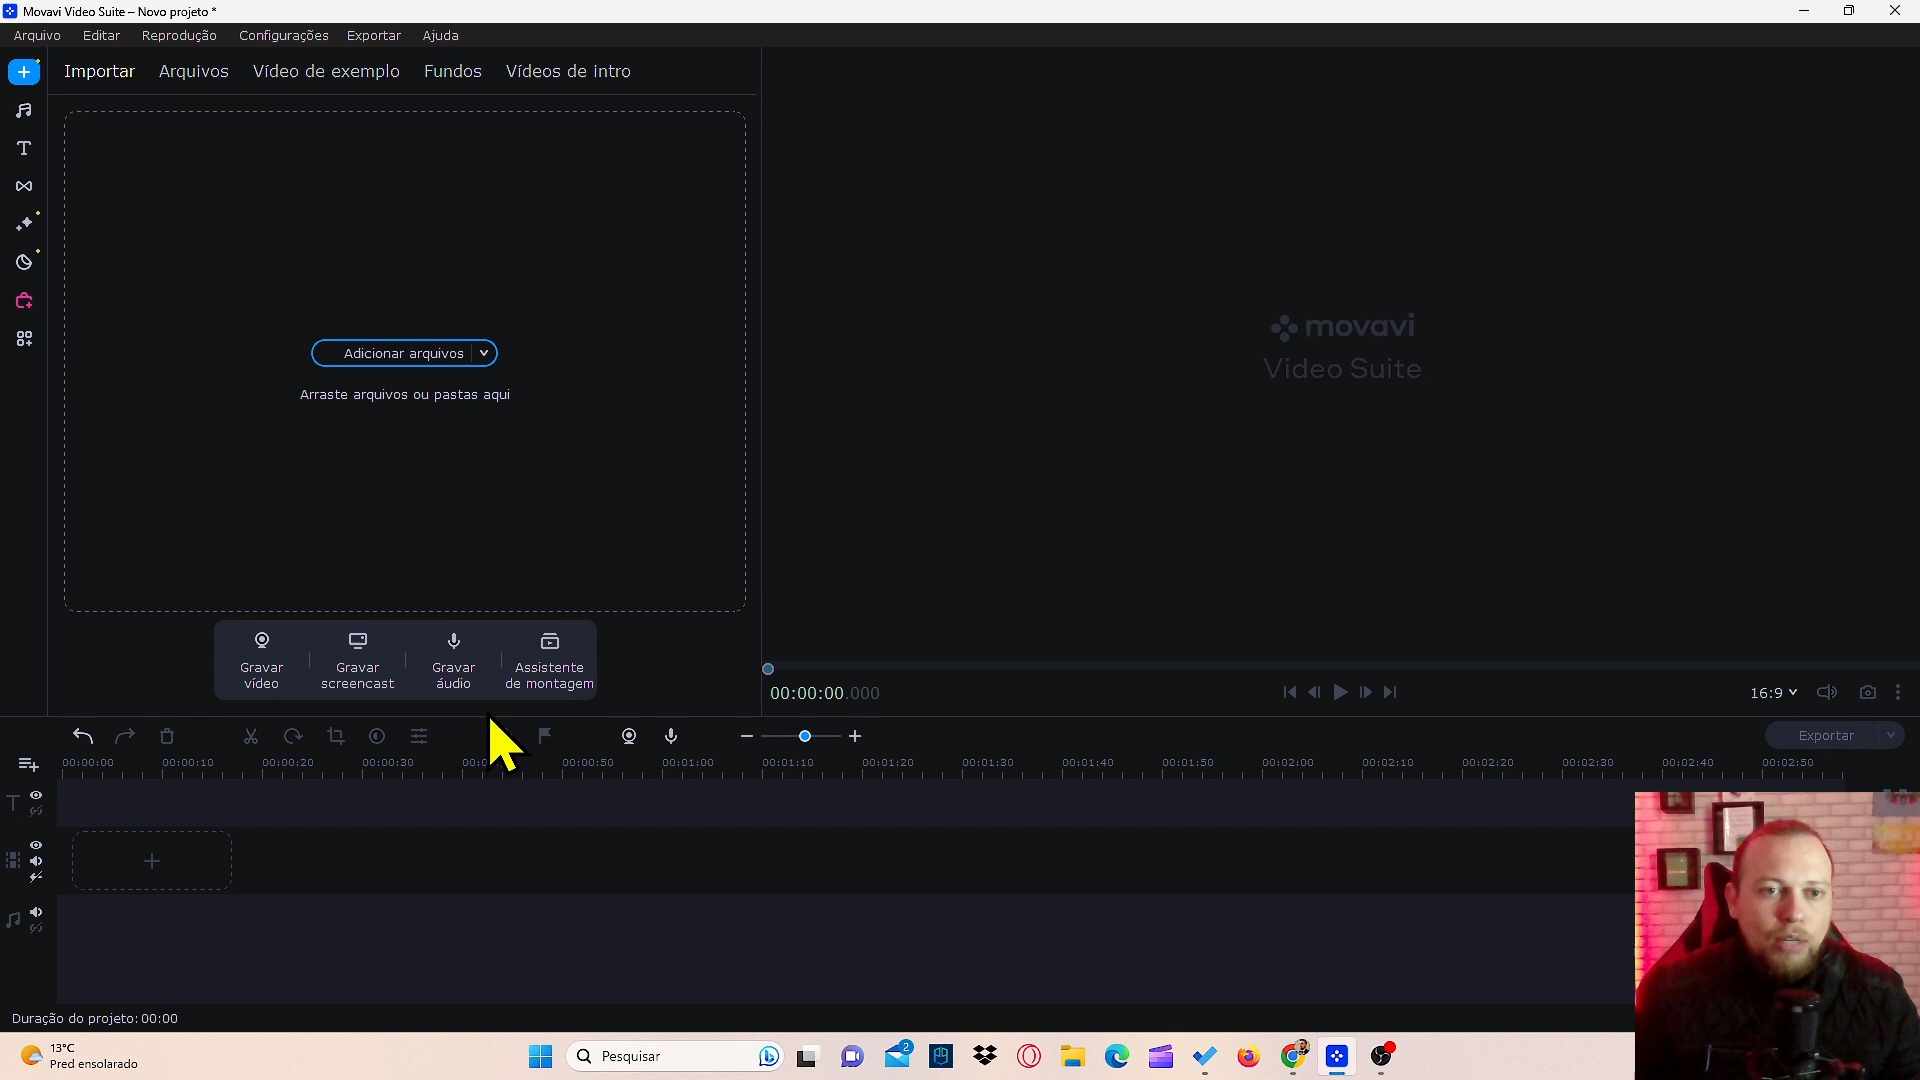 Movavi Video Suite – Novo projeto *
Arquivo Editar Reprodução Configurações Exportar Ajuda
Importar Arquivos Vídeo de exemplo Fundos Vídeos de intro
Adicionar arquivos
Arraste arquivos ou pastas aqui
movavi
Video Suite
Gravar vídeo
Gravar screencast
Gravar áudio
Assistente de montagem
00:00:00.000
16:9
Exportar
00:00:00 00:00:10 00:00:20 00:00:30 00:00:50 00:01:00 00:01:10 00:01:20 00:01:30 00:01:40 00:01:50 00:02:00 00:02:10 00:02:20 00:02:30 00:02:40 00:02:50
Duração do projeto: 00:00
13°C
Pred ensolarado
Pesquisar
2